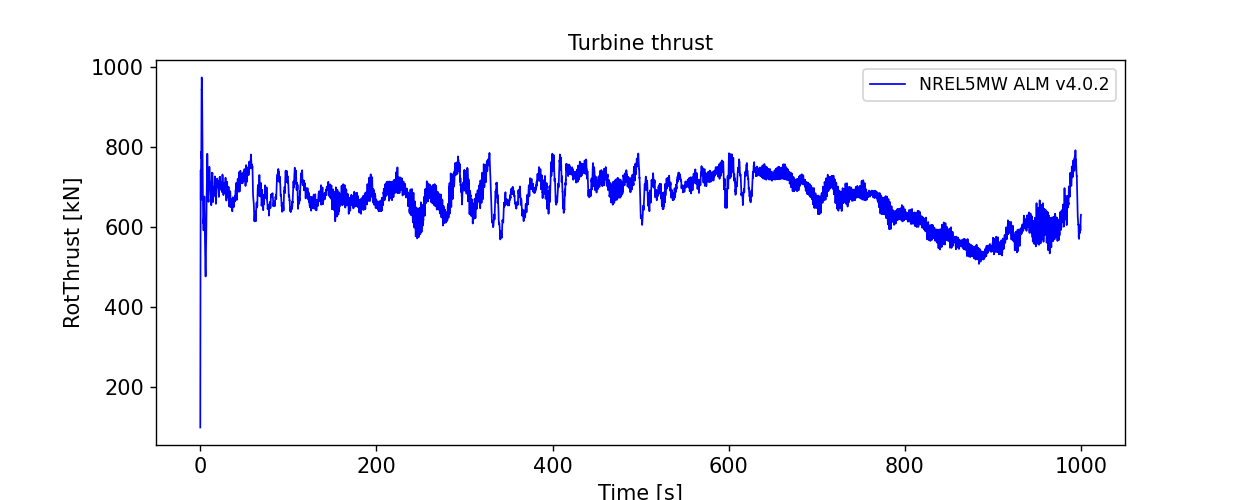 Turbine thrust
NREL5MW ALM v4.0.2
RotThrust [kN]
1000
800
600
400
200
0 200 400 600 800 1000
Time [s]